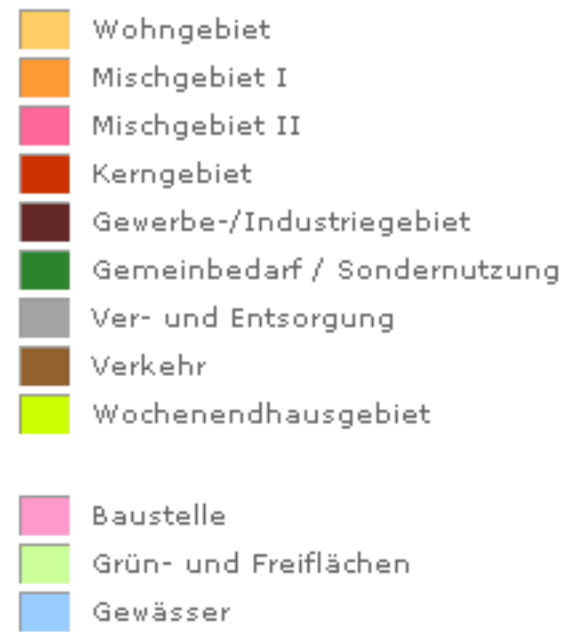 Wohngebiet
Mischgebiet I
Mischgebiet II
Kerngebiet
Gewerbe-/Industriegebiet
Gemeinbedarf / Sondernutzung
Ver- und Entsorgung
Verkehr
Wochenendhausgebiet
Baustelle
Grün- und Freiflächen
Gewässer